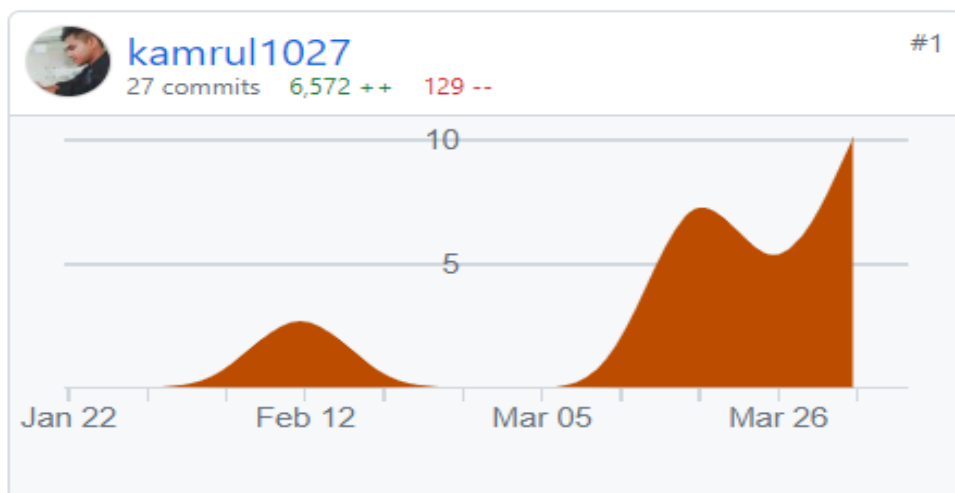 kamrul1027
#1
27 commits 6,572 ++ 129 --
10
5
Jan 22 Feb 12 Mar 05 Mar 26